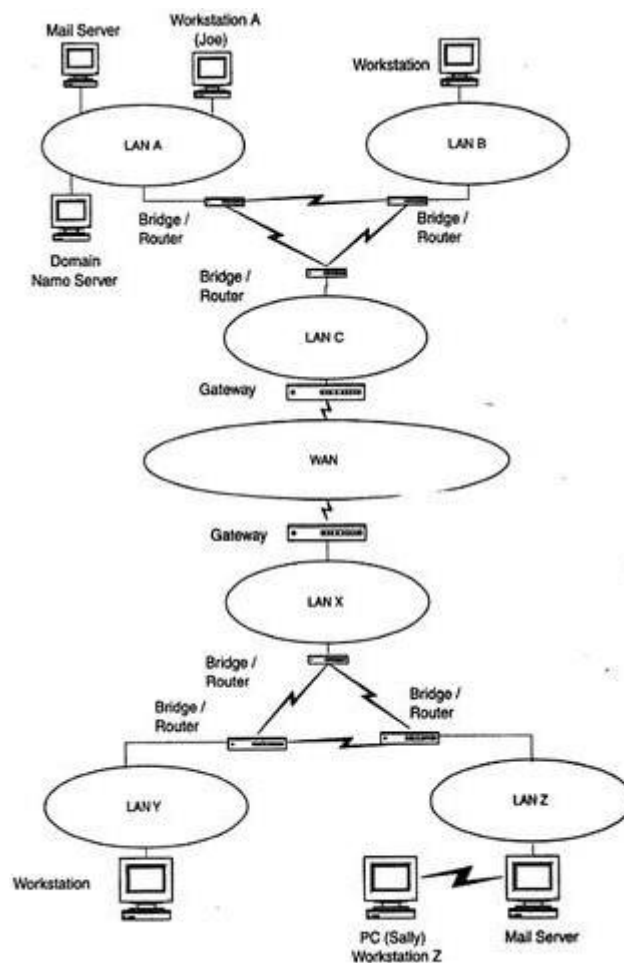 Mail Server
Workstation A
(Joe)
Workstation
LAN A
LAN B
Bridge /
Router
Bridge /
Router
Domain
Namo Server
Bridge /
Router
LAN C
Gateway
WAN
Gateway
LAN X
Bridge /
Router
Bridge /
Router
Bridge /
Router
LAN Y
LAN Z
Workstation
PC (Sally)
Workstation Z
Mail Server